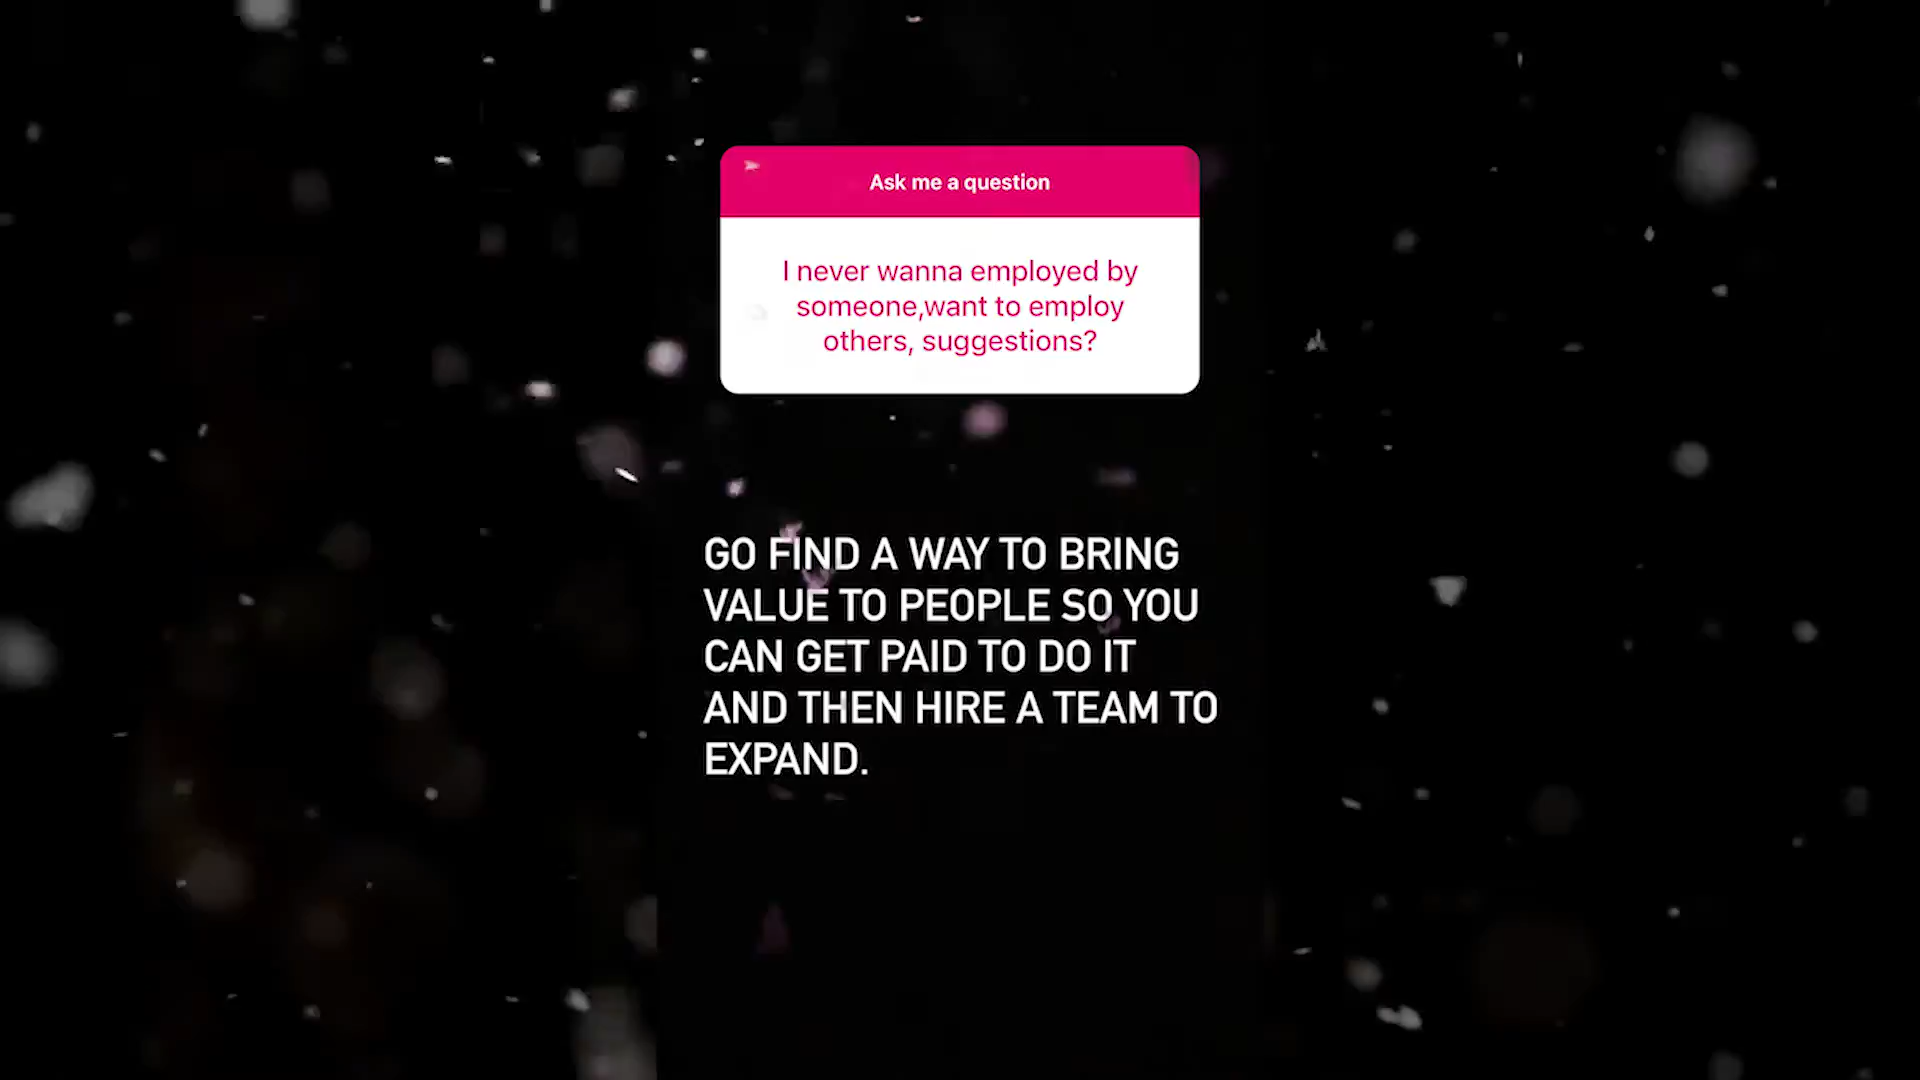 Ask me a question
I never wanna employed by
someone,want to employ
others, suggestions?
GO FIND A WAY TO BRING
VALUE TO PEOPLE SO YOU
CAN GET PAID TO DO IT
AND THEN HIRE A TEAM TO
EXPAND.